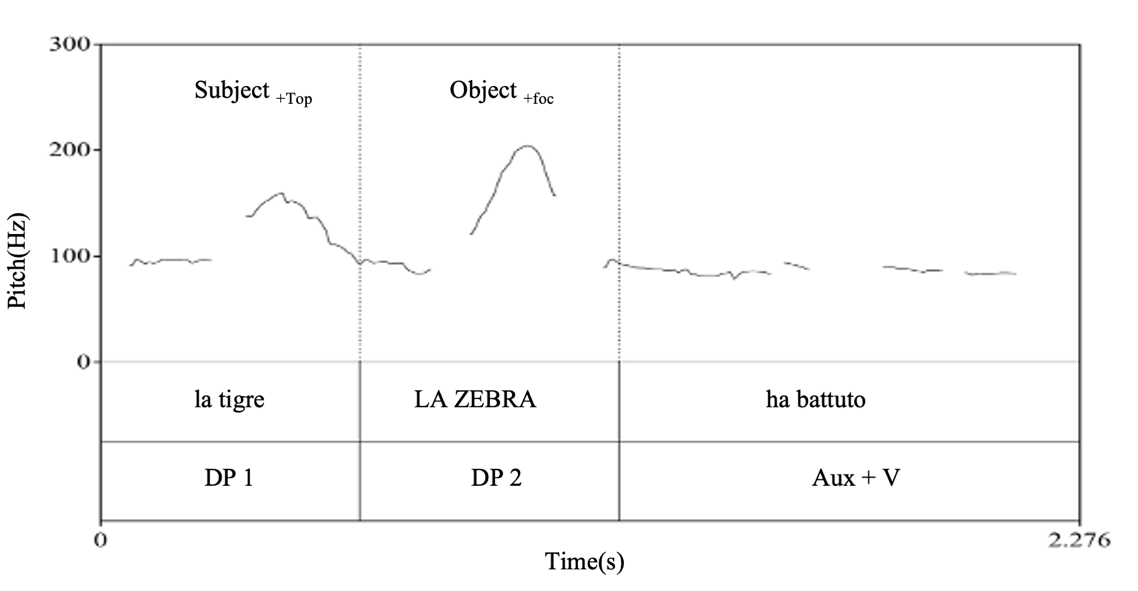 300
Subject +Top
Object +foc
200
100
Pitch(Hz)
0
la tigre
LA ZEBRA
ha battuto
DP 1
DP 2
Aux + V
0
2.276
Time(s)